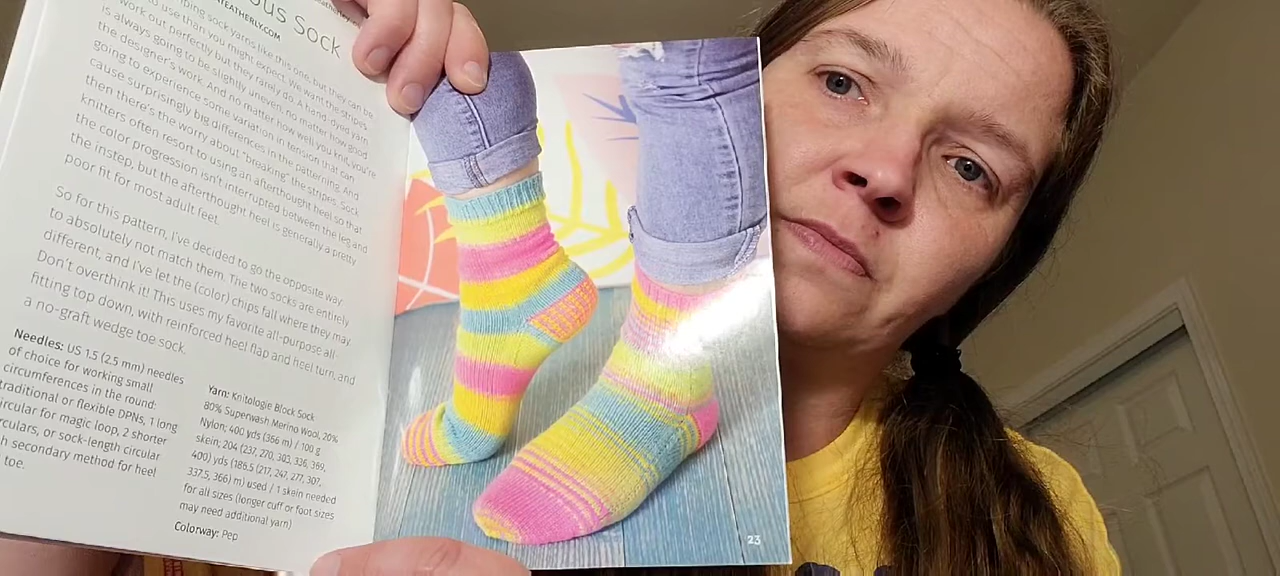 ous Sock
EATHERLY.COM
ping sock yarns like this one, but they can be
to use than you might expect. We want the stripes
work out perfectly but they rarely do. A hand-dyed yarn
is always going to be slightly uneven, no matter how good
the designer's work. And no matter how well you knit, you're
going to experience some variation in tension that can
cause surprisingly big differences in the patterning. And
then there's the worry about "breaking" the stripes. Sock
knitters often resort to using an afterthought heel so that
the color progression isn't interrupted between the leg and
the instep, but the afterthought heel is generally a pretty
poor fit for most adult feet.
So for this pattern, I've decided to go the opposite way:
to absolutely not match them. The two socks are entirely
different, and I've let the (color) chips fall where they may.
Don't overthink it! This uses my favorite all-purpose all-
fitting top down, with reinforced heel flap and heel turn, and
a no-graft wedge toe sock.
Needles: US 1.5 (2.5 mm) needles
of choice for working small
circumferences in the round:
traditional or flexible DPNs, 1 long
circular for magic loop, 2 shorter
circulars, or sock-length circular
h secondary method for heel
toe.
Yarn: Knitologie Block Sock
80% Superwash Merino Wool, 20%
Nylon; 400 yds (366 m) / 100 g
skein; 204 (237, 270, 303, 336, 369,
400) yds (186.5 (217, 247, 277, 307,
337.5, 366) m) used / 1 skein needed
for all sizes (longer cuff or foot sizes
may need additional yarn)
Colorway: Pep
23